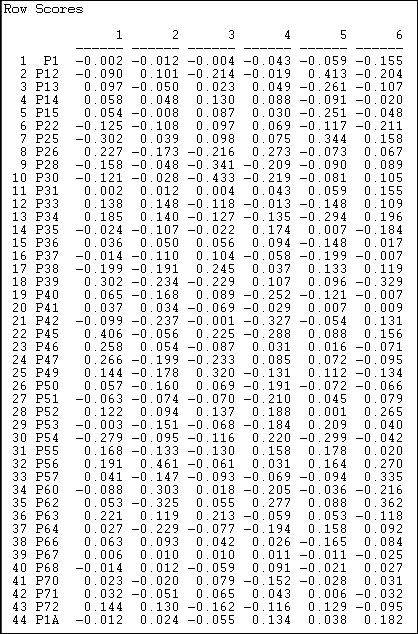 Row Scores
1 2 3 4 5 6
1 P1 -0.002 -0.012 -0.004 -0.043 -0.059 -0.155
2 P12 -0.090 0.101 -0.214 -0.019 0.413 -0.204
3 P13 0.097 -0.050 0.023 0.049 -0.261 -0.107
4 P14 0.058 0.048 0.130 0.088 -0.091 -0.020
5 P15 0.054 -0.008 0.087 0.030 -0.251 -0.048
6 P22 -0.125 -0.108 0.097 0.069 -0.117 -0.211
7 P25 -0.302 0.039 0.098 0.075 0.344 0.158
8 P26 0.227 -0.173 -0.216 -0.273 -0.073 0.067
9 P28 -0.158 -0.048 -0.341 -0.209 -0.090 0.089
10 P30 -0.121 -0.028 -0.433 -0.219 -0.081 0.105
11 P31 0.002 0.012 0.004 0.043 0.059 0.155
12 P33 0.138 0.148 -0.118 -0.013 -0.148 0.109
13 P34 0.185 0.140 -0.127 -0.135 -0.294 0.196
14 P35 -0.024 -0.107 -0.022 0.174 0.007 -0.184
15 P36 0.036 0.050 0.056 0.094 -0.148 0.017
16 P37 -0.014 0.110 0.104 -0.058 -0.199 -0.007
17 P38 -0.199 -0.191 0.245 0.037 0.133 0.119
18 P39 0.302 -0.234 -0.229 0.107 0.096 -0.329
19 P40 0.065 -0.168 0.089 -0.252 -0.121 -0.007
20 P41 0.037 0.034 -0.069 -0.029 0.007 0.009
21 P42 -0.099 -0.237 -0.001 -0.327 -0.054 0.131
22 P45 0.406 -0.056 0.225 -0.288 0.088 -0.156
23 P46 0.258 0.054 -0.087 0.031 0.016 -0.071
24 P47 0.266 -0.199 -0.233 0.085 0.072 -0.095
25 P49 0.144 -0.178 0.320 -0.131 0.112 -0.134
26 P50 0.057 -0.160 0.069 -0.191 -0.072 -0.066
27 P51 -0.063 -0.074 -0.070 -0.210 0.045 0.079
28 P52 0.122 0.094 0.137 0.188 0.001 0.265
29 P53 -0.003 -0.151 -0.068 -0.184 0.209 0.040
30 P54 -0.279 -0.095 -0.116 0.220 -0.299 -0.042
31 P55 0.168 -0.133 -0.130 0.158 0.178 0.020
32 P56 0.191 0.461 -0.061 0.031 0.164 0.270
33 P57 0.041 -0.147 -0.093 -0.069 -0.094 0.335
34 P60 -0.088 0.303 0.018 -0.205 -0.036 -0.216
35 P62 0.053 -0.325 0.055 0.277 0.088 0.362
36 P63 0.221 -0.119 -0.213 -0.059 0.053 -0.118
37 P64 0.027 -0.229 -0.077 -0.194 0.158 0.092
38 P66 0.063 0.093 0.042 0.026 -0.165 0.084
39 P67 0.006 0.010 0.010 -0.011 -0.011 -0.025
40 P68 -0.014 0.012 -0.059 0.091 -0.021 0.027
41 P70 0.023 -0.020 0.079 -0.152 -0.028 0.031
42 P71 0.032 -0.051 0.065 0.043 0.006 -0.032
43 P72 0.144 0.130 -0.162 -0.116 0.129 -0.095
44 P1A -0.012 0.024 -0.055 0.134 0.038 0.182